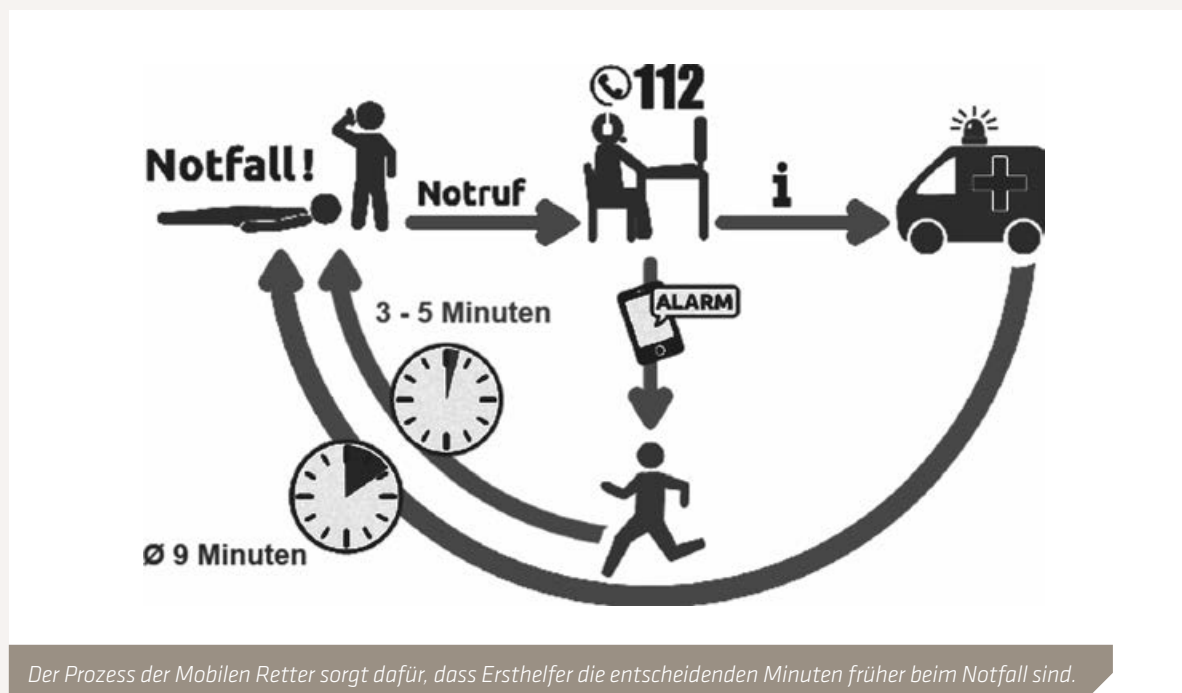 112
Notfall!
Notruf
i
3 - 5 Minuten
ALARM
Ø 9 Minuten
Der Prozess der Mobilen Retter sorgt dafür, dass Ersthelfer die entscheidenden Minuten früher beim Notfall sind.